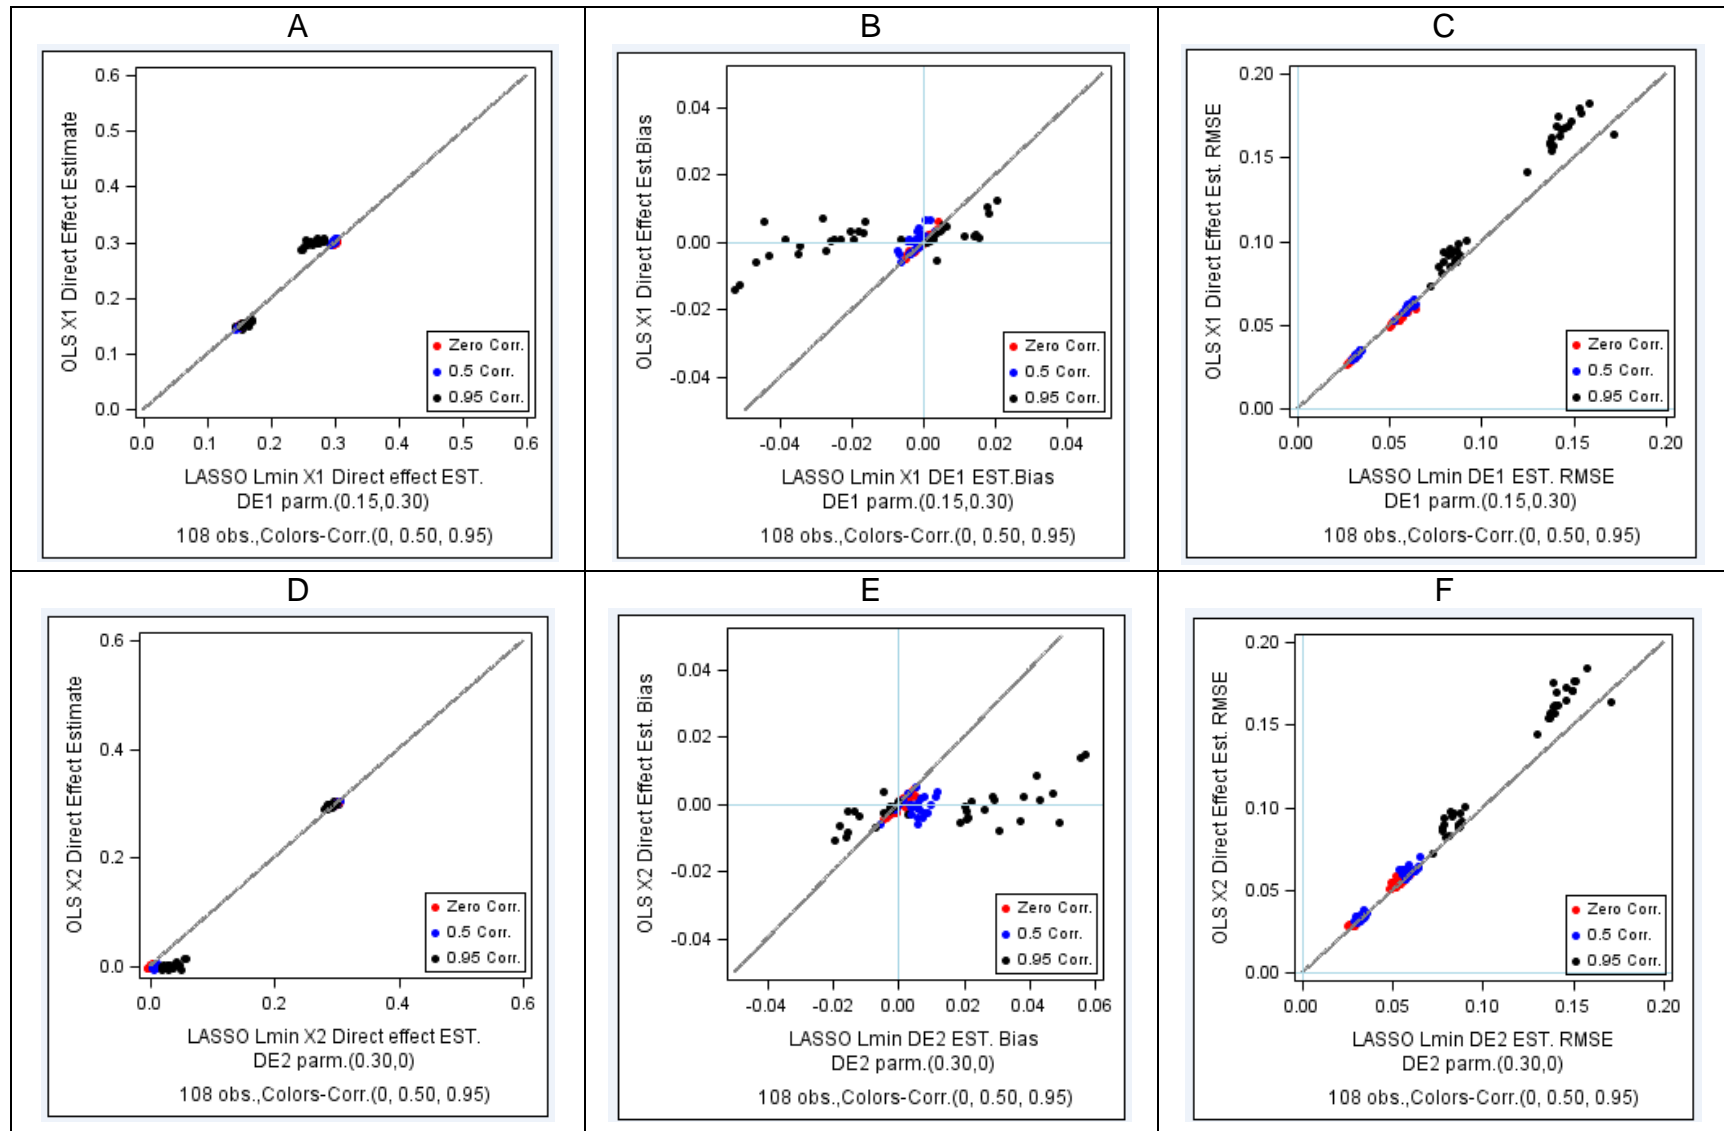 A
OLS X1 Direct Effect Estimate
0.6
0.5
0.4
0.3
0.2
0.1
0.0
Zero Corr.
0.5 Corr.
0.95 Corr.
0.0 0.1 0.2 0.3 0.4 0.5 0.6
LASSO Lmin X1 Direct effect EST.
DE1 parm.(0.15,0.30)
108 obs.,Colors-Corr.(0, 0.50, 0.95)
B
OLS X1 Direct Effect Est.Bias
0.04
0.02
0.00
-0.02
-0.04
Zero Corr.
0.5 Corr.
0.95 Corr.
-0.04 -0.02 0.00 0.02 0.04
LASSO Lmin X1 DE1 EST.Bias
DE1 parm.(0.15,0.30)
108 obs.,Colors-Corr.(0, 0.50, 0.95)
C
OLS X1 Direct Effect Est. RMSE
0.20
0.15
0.10
0.05
0.00
Zero Corr.
0.5 Corr.
0.95 Corr.
0.00 0.05 0.10 0.15 0.20
LASSO Lmin DE1 EST. RMSE
DE1 parm.(0.15,0.30)
108 obs.,Colors-Corr.(0, 0.50, 0.95)
D
OLS X2 Direct Effect Estimate
0.6
0.4
0.2
0.0
Zero Corr.
0.5 Corr.
0.95 Corr.
0.0 0.2 0.4 0.6
LASSO Lmin X2 Direct effect EST.
DE2 parm.(0.30,0)
108 obs.,Colors-Corr.(0, 0.50, 0.95)
E
OLS X2 Direct Effect Est. Bias
0.04
0.02
0.00
-0.02
-0.04
Zero Corr.
0.5 Corr.
0.95 Corr.
-0.04 -0.02 0.00 0.02 0.04 0.06
LASSO Lmin DE2 EST. Bias
DE2 parm.(0.30,0)
108 obs.,Colors-Corr.(0, 0.50, 0.95)
F
OLS X2 Direct Effect Est. RMSE
0.20
0.15
0.10
0.05
0.00
Zero Corr.
0.5 Corr.
0.95 Corr.
0.00 0.05 0.10 0.15 0.20
LASSO Lmin DE2 EST. RMSE
DE2 parm.(0.30,0)
108 obs.,Colors-Corr.(0, 0.50, 0.95)